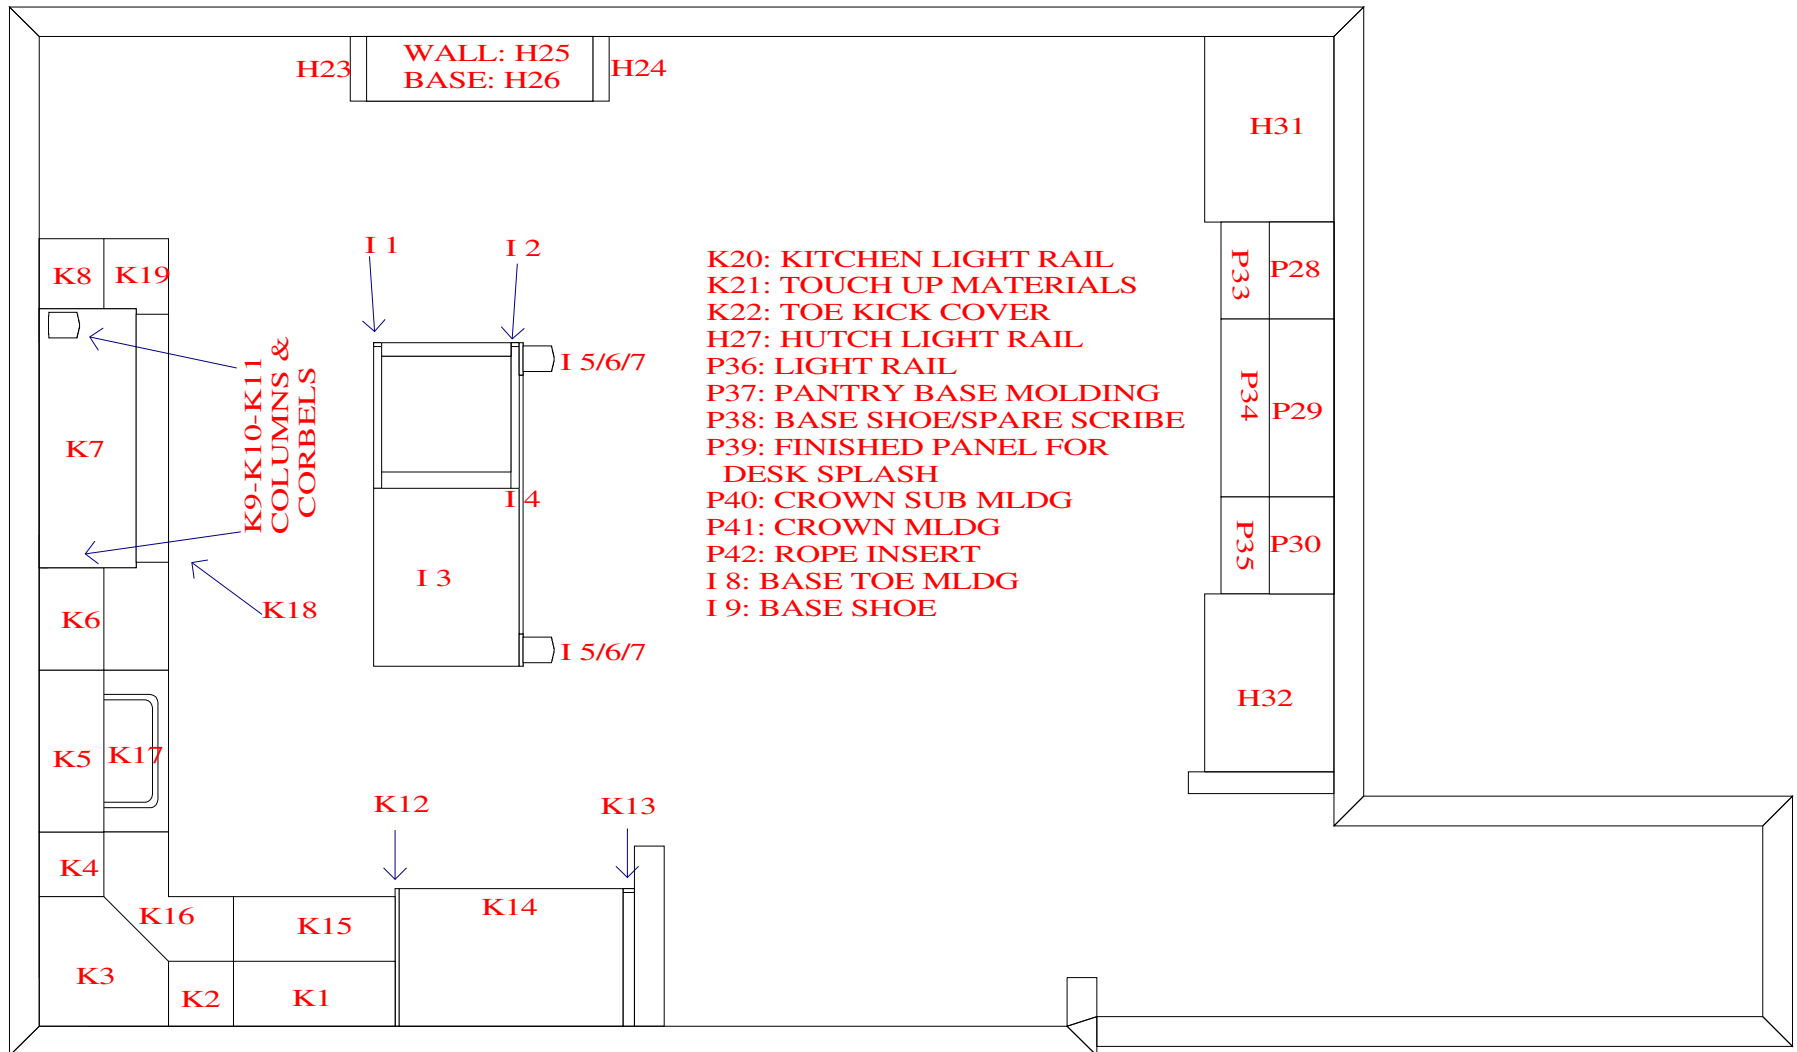 WALL: H25
BASE: H26
H23
H24
H31
I 1
I 2
K8
K19
P33
P28
K20: KITCHEN LIGHT RAIL
K21: TOUCH UP MATERIALS
K22: TOE KICK COVER
H27: HUTCH LIGHT RAIL
P36: LIGHT RAIL
P37: PANTRY BASE MOLDING
P38: BASE SHOE/SPARE SCRIBE
P39: FINISHED PANEL FOR
DESK SPLASH
P40: CROWN SUB MLDG
P41: CROWN MLDG
P42: ROPE INSERT
I 8: BASE TOE MLDG
I 9: BASE SHOE
I 5/6/7
K7
K9-K10-K11
COLUMNS &
CORBELS
P34
P29
I 4
I 3
P35
P30
K6
K18
I 5/6/7
H32
K5
K17
K12
K13
K4
K16
K15
K14
K3
K2
K1